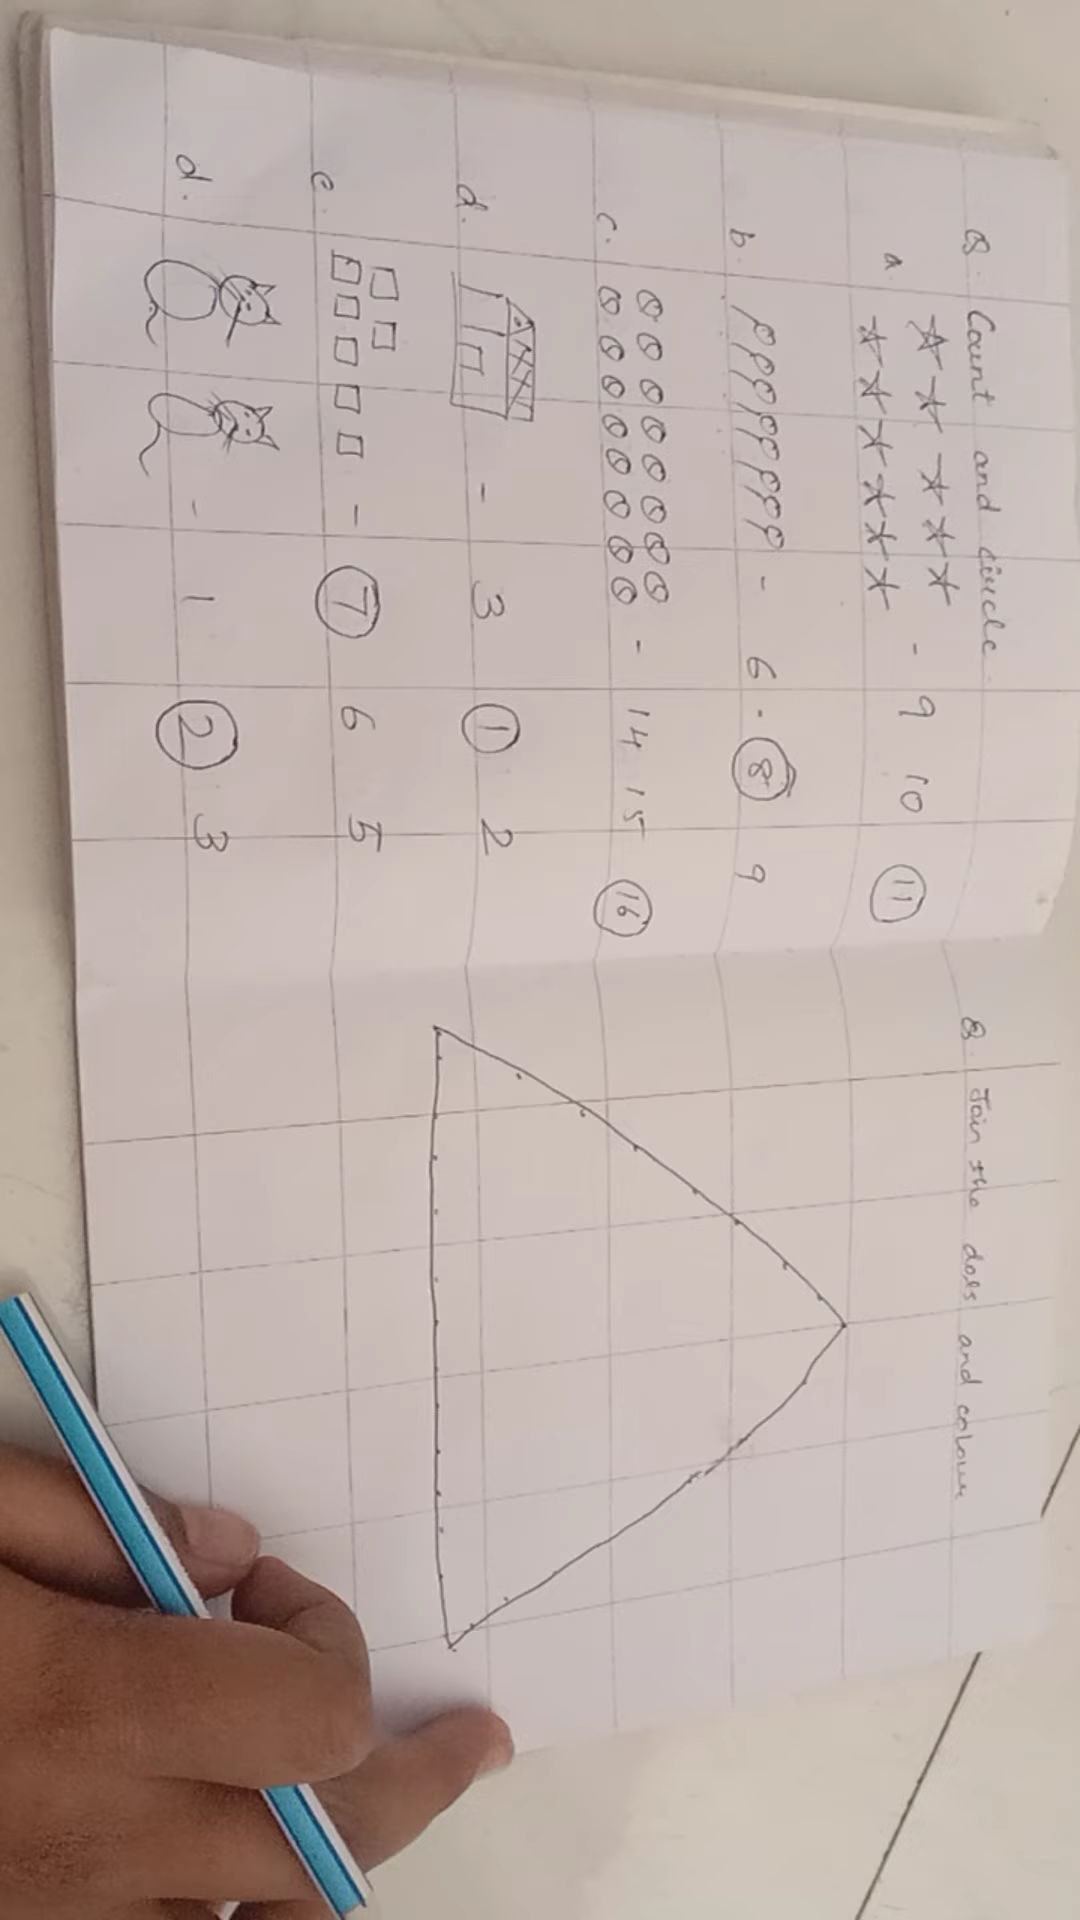 Q. Count and circle.
a. - 9 10 11
b. - 6. 8 9
c. - 14 15 16
d. - 3 1 2
e. - 7 6 5
d. - 1 2 3
Q. Join the dots and colour